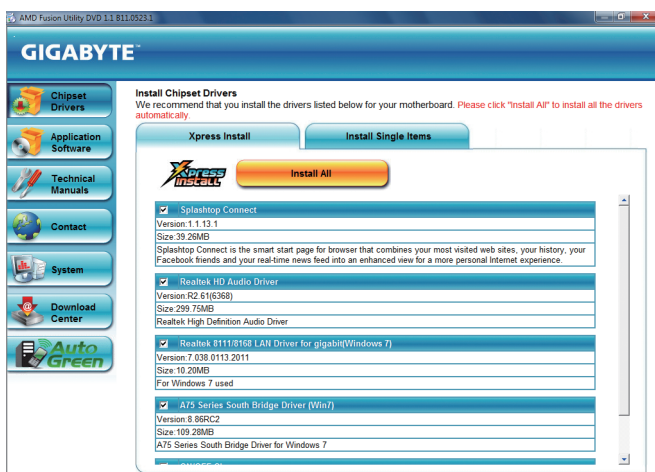 AMD Fusion Utility DVD 1.1 B11.0523.1
GIGABYTE™
Chipset
Drivers
Application
Software
Technical
Manuals
Contact
System
Download
Center
Auto
Green
Install Chipset Drivers
We recommend that you install the drivers listed below for your motherboard. Please click "Install All" to install all the drivers
automatically.
Xpress Install
Install Single Items
Xpress
Install
Install All
Splashtop Connect
Version:1.1.13.1
Size:39.26MB
Splashtop Connect is the smart start page for browser that combines your most visited web sites, your history, your
Facebook friends and your real-time news feed into an enhanced view for a more personal Internet experience.
Realtek HD Audio Driver
Version:R2.61(6368)
Size:299.75MB
Realtek High Definition Audio Driver
Realtek 8111/8168 LAN Driver for gigabit(Windows 7)
Version:7.038.0113.2011
Size:10.20MB
For Windows 7 used
A75 Series South Bridge Driver (Win7)
Version:8.86RC2
Size:109.28MB
A75 Series South Bridge Driver for Windows 7